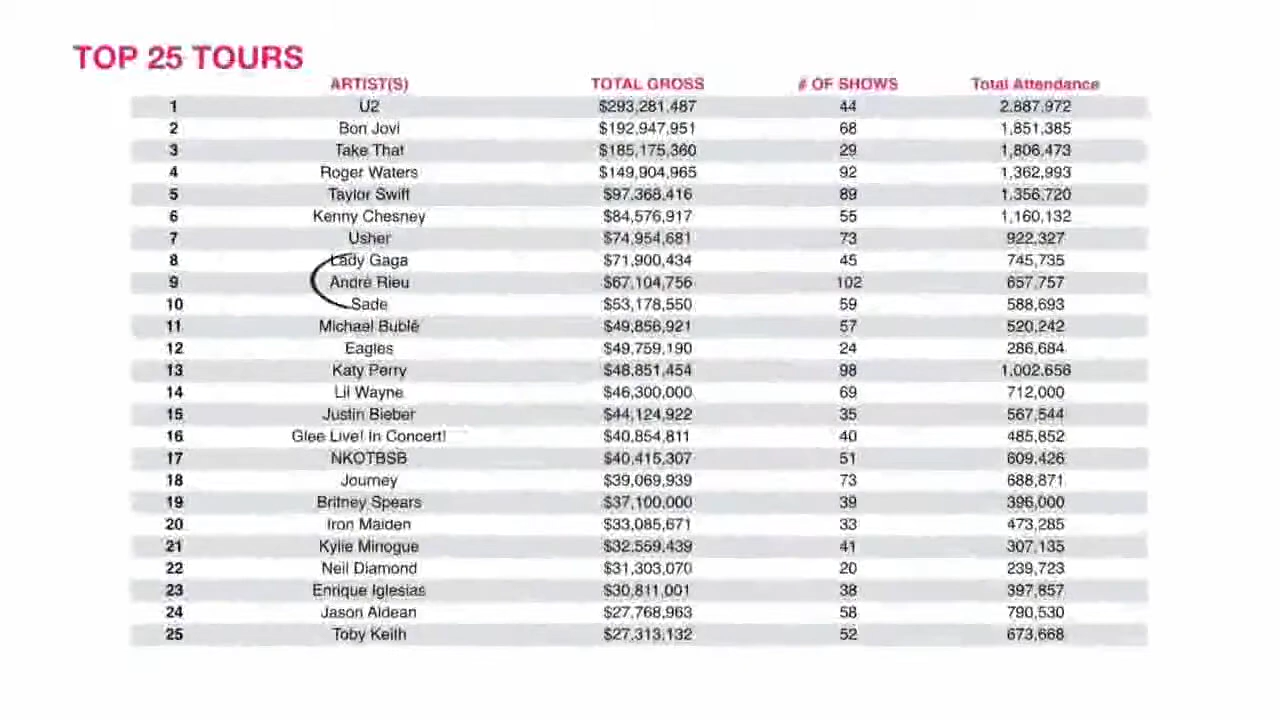 TOP 25 TOURS
ARTIST(S) TOTAL GROSS # OF SHOWS Total Attendance
1 U2 $293,281,487 44 2,887,972
2 Bon Jovi $192,947,951 68 1,851,385
3 Take That $185,175,360 29 1,806,473
4 Roger Waters $149,904,965 92 1,362,993
5 Taylor Swift $97,368,416 89 1,356,720
6 Kenny Chesney $84,576,917 55 1,160,132
7 Usher $74,954,681 73 922,327
8 Lady Gaga $71,900,434 45 745,735
9 André Rieu $67,104,756 102 657,757
10 Sade $53,178,550 59 588,693
11 Michael Bublé $49,856,921 57 520,242
12 Eagles $49,759,190 24 286,684
13 Katy Perry $48,851,454 98 1,002,656
14 Lil Wayne $46,300,000 69 712,000
15 Justin Bieber $44,124,922 35 567,544
16 Glee Live! In Concert! $40,854,811 40 485,852
17 NKOTBSB $40,415,307 51 609,426
18 Journey $39,069,939 73 688,871
19 Britney Spears $37,100,000 39 396,000
20 Iron Maiden $33,085,671 33 473,285
21 Kylie Minogue $32,559,439 41 307,135
22 Neil Diamond $31,303,070 20 239,723
23 Enrique Iglesias $30,811,001 38 397,857
24 Jason Aldean $27,768,963 58 790,530
25 Toby Keith $27,313,132 52 673,668